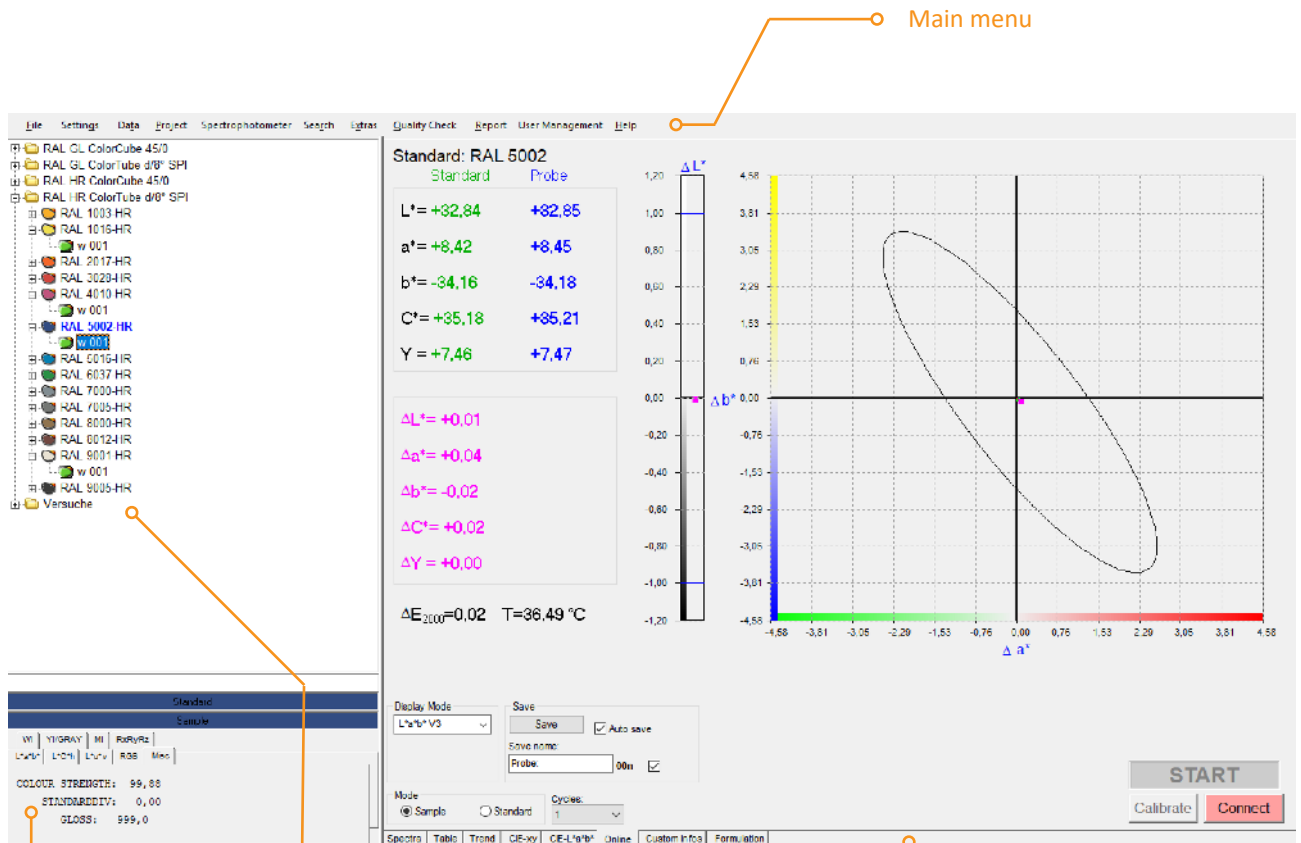 Main menu
File Settings Data Project Spectrophotometer Search Extras Quality Check Report User Management Help
RAL GL ColorCube 45/0
RAL GL ColorTube d/8° SPI
RAL HR ColorCube 45/0
RAL HR ColorTube d/8° SPI
RAL 1003 HR
RAL 1016-HR
w 001
RAL 2017-HR
RAL 3028-HR
RAL 4010 HR
w 001
RAL 5002-HR
w 001
RAL 5016-HR
RAL 6037 HR
RAL 7000-HR
RAL 7005-HR
RAL 8000-HR
RAL 8012-HR
RAL 9001 HR
w 001
RAL 9005-HR
Versuche
Standard
Sample
WI YI/GRAY MI RxRyRz
L*a*b* L*C*h L*u*v RGB Misc
COLOUR STRENGTH: 99,88
STANDARDDIV: 0,00
GLOSS: 999,0
Standard: RAL 5002
Standard Probe
L*= +32,84 +32,85
a*= +8,42 +8,45
b*= -34,16 -34,18
C*= +35,18 +35,21
Y = +7,46 +7,47
ΔL*= +0,01
Δa*= +0,04
Δb*= -0,02
ΔC*= +0,02
ΔY = +0,00
ΔE2000=0,02 T=36,49 °C
Δ L*
1,20
1,00
0,80
0,60
0,40
0,20
0,00
-0,20
-0,40
-0,60
-0,80
-1,00
-1,20
Δ b*
4,58
3,81
3,05
2,29
1,53
0,76
0,00
-0,76
-1,53
2,29
-3,05
-3,81
-4,58
-4,58 -3,81 -3,05 -2,29 -1,53 -0,76 0,00 0,76 1,53 2,29 3,05 3,81 4,58
Δ a*
Display Mode
L*a*b* V3
Save
Save Auto save
Save name:
Probe: 00n
Mode
Sample Standard
Cycles:
1
START
Calibrate Connect
Spectra Table Trend CIE-xy CIE-L*a*b* Online Custom Infos Formulation